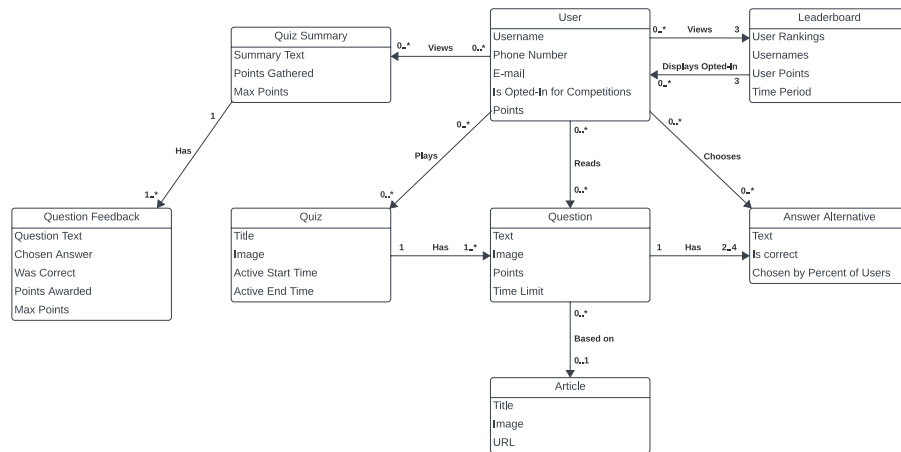 Quiz Summary
Summary Text
Points Gathered
Max Points
0..* Views 0..*
User
Username
Phone Number
E-mail
Is Opted-In for Competitions
Points
0..* Views 3
Displays Opted-In
0..* 3
Leaderboard
User Rankings
Usernames
User Points
Time Period
1
Has
1..*
0..*
Plays
0..*
0..*
Reads
0..*
0..*
Chooses
0..*
Question Feedback
Question Text
Chosen Answer
Was Correct
Points Awarded
Max Points
Quiz
Title
Image
Active Start Time
Active End Time
1 Has 1..*
Question
Text
Image
Points
Time Limit
1 Has 2..4
Answer Alternative
Text
Is correct
Chosen by Percent of Users
0..*
Based on
0..1
Article
Title
Image
URL